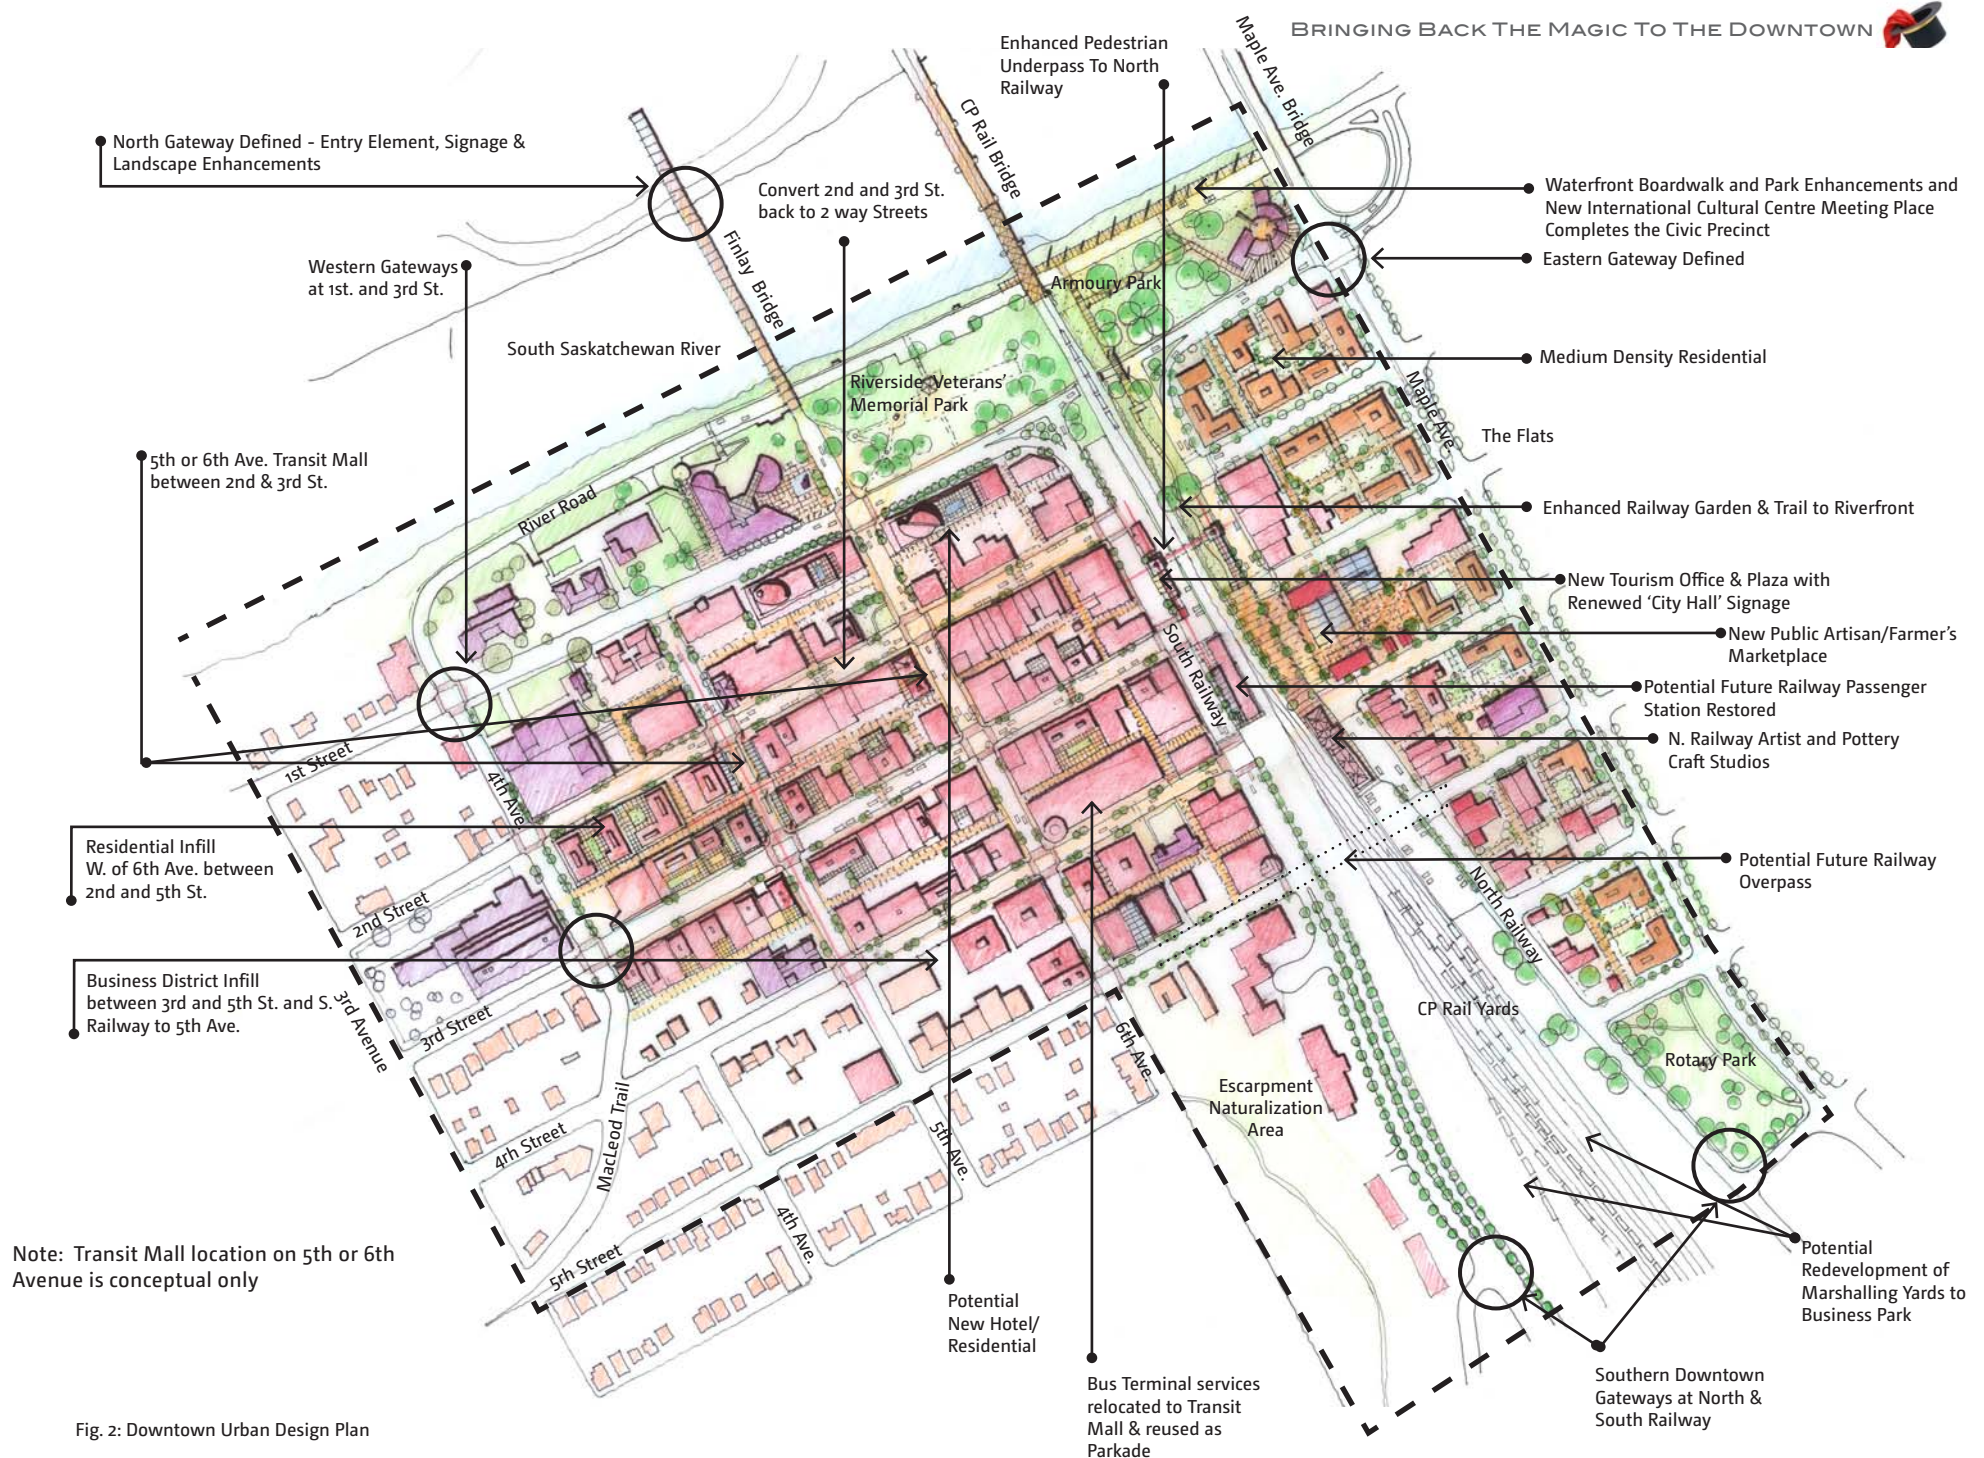 BRINGING BACK THE MAGIC TO THE DOWNTOWN
Enhanced Pedestrian
Underpass To North
Railway
Maple Ave. Bridge
CP Rail Bridge
North Gateway Defined - Entry Element, Signage &
Landscape Enhancements
Convert 2nd and 3rd St.
back to 2 way Streets
Waterfront Boardwalk and Park Enhancements and
New International Cultural Centre Meeting Place
Completes the Civic Precinct
Eastern Gateway Defined
Western Gateways
at 1st. and 3rd St.
Finlay Bridge
Armoury Park
South Saskatchewan River
Medium Density Residential
Riverside Veterans'
Memorial Park
Maple Ave.
The Flats
5th or 6th Ave. Transit Mall
between 2nd & 3rd St.
River Road
Enhanced Railway Garden & Trail to Riverfront
New Tourism Office & Plaza with
Renewed 'City Hall' Signage
New Public Artisan/Farmer's
Marketplace
South Railway
Potential Future Railway Passenger
Station Restored
N. Railway Artist and Pottery
Craft Studios
1st Street
4th Ave.
Residential Infill
W. of 6th Ave. between
2nd and 5th St.
Potential Future Railway
Overpass
2nd Street
North Railway
Business District Infill
between 3rd and 5th St. and S.
Railway to 5th Ave.
3rd Avenue
3rd Street
CP Rail Yards
6th Ave.
Rotary Park
Escarpment
Naturalization
Area
MacLeod Trail
4rh Street
5th Ave.
4th Ave.
5rh Street
Note: Transit Mall location on 5th or 6th
Avenue is conceptual only
Potential
Redevelopment of
Marshalling Yards to
Business Park
Potential
New Hotel/
Residential
Bus Terminal services
relocated to Transit
Mall & reused as
Parkade
Southern Downtown
Gateways at North &
South Railway
Fig. 2: Downtown Urban Design Plan